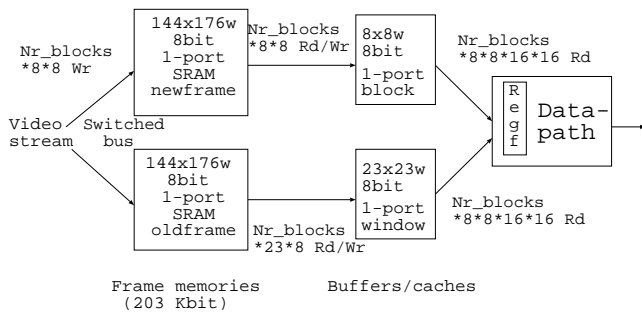 Nr_blocks
*8*8 Wr
144x176w
8bit
1-port
SRAM
newframe
Nr_blocks
*8*8 Rd/Wr
8x8w
8bit
1-port
block
Nr_blocks
*8*8*16*16 Rd
Video
stream
Switched
bus
R
e
g
f
Data-
path
144x176w
8bit
1-port
SRAM
oldframe
Nr_blocks
*23*8 Rd/Wr
23x23w
8bit
1-port
window
Nr_blocks
*8*8*16*16 Rd
Frame memories
(203 Kbit)
Buffers/caches